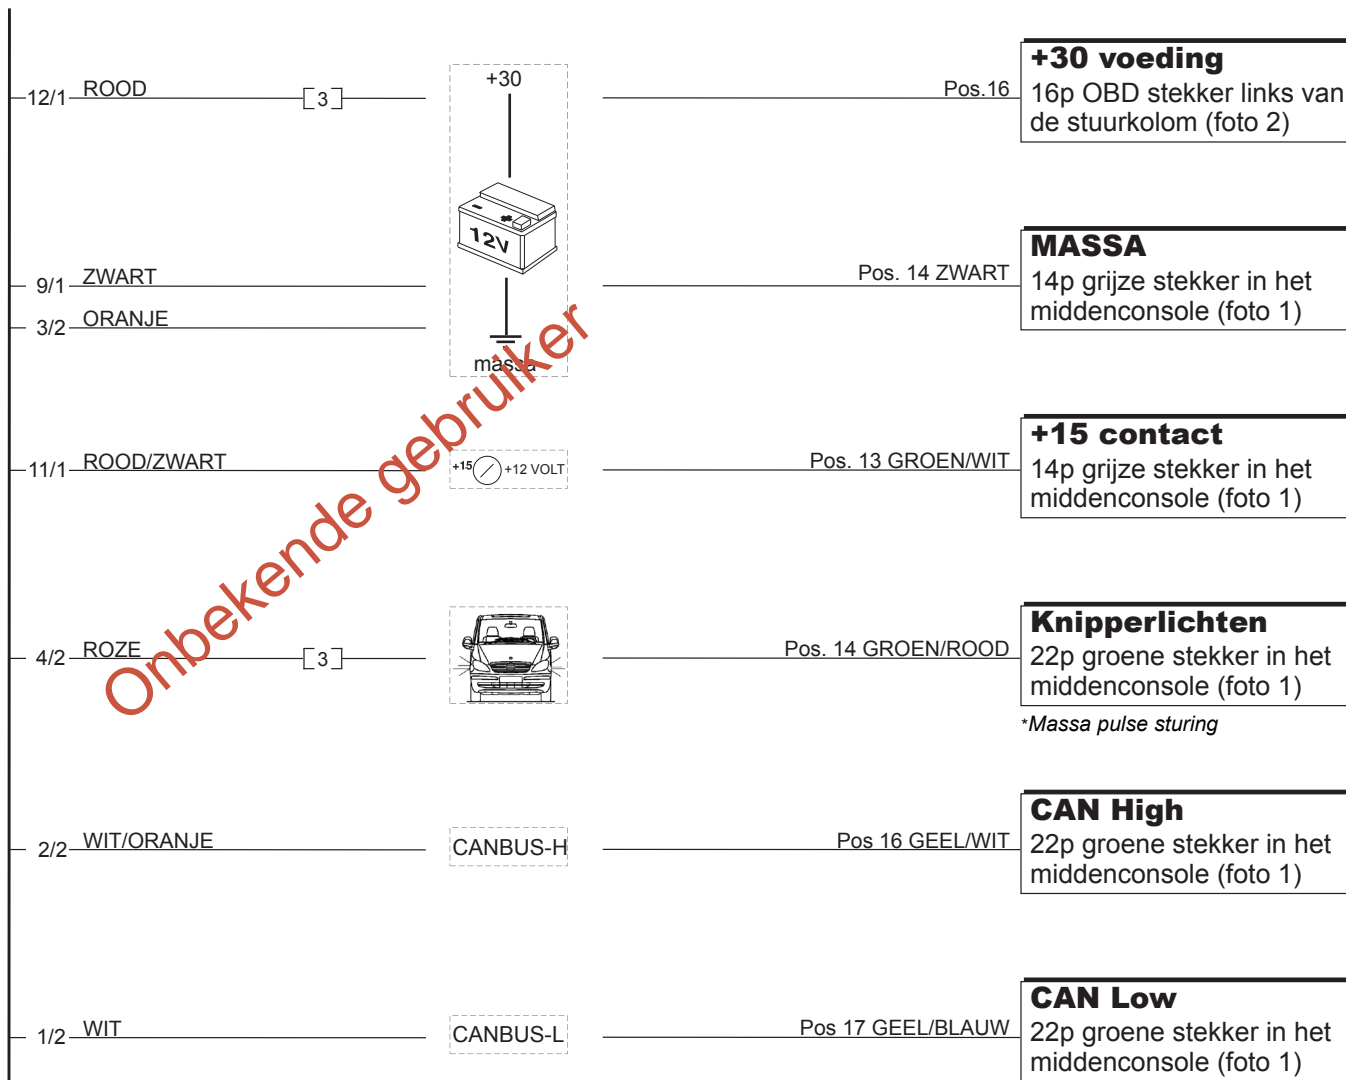 12/1 ROOD [3] +30 Pos.16
+30 voeding
16p OBD stekker links van
de stuurkolom (foto 2)
12V
9/1 ZWART Pos. 14 ZWART
3/2 ORANJE
massa
MASSA
14p grijze stekker in het
middenconsole (foto 1)
11/1 ROOD/ZWART +15 +12 VOLT Pos. 13 GROEN/WIT
+15 contact
14p grijze stekker in het
middenconsole (foto 1)
4/2 ROZE [3] Pos. 14 GROEN/ROOD
Knipperlichten
22p groene stekker in het
middenconsole (foto 1)
*Massa pulse sturing
2/2 WIT/ORANJE CANBUS-H Pos 16 GEEL/WIT
CAN High
22p groene stekker in het
middenconsole (foto 1)
1/2 WIT CANBUS-L Pos 17 GEEL/BLAUW
CAN Low
22p groene stekker in het
middenconsole (foto 1)
Onbekende gebruiker